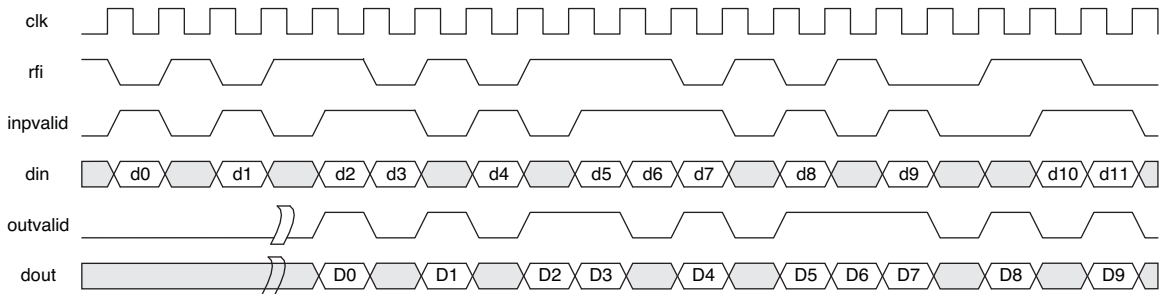 clk
rfi
inpvalid
din d0 d1 d2 d3 d4 d5 d6 d7 d8 d9 d10 d11
outvalid
dout D0 D1 D2 D3 D4 D5 D6 D7 D8 D9